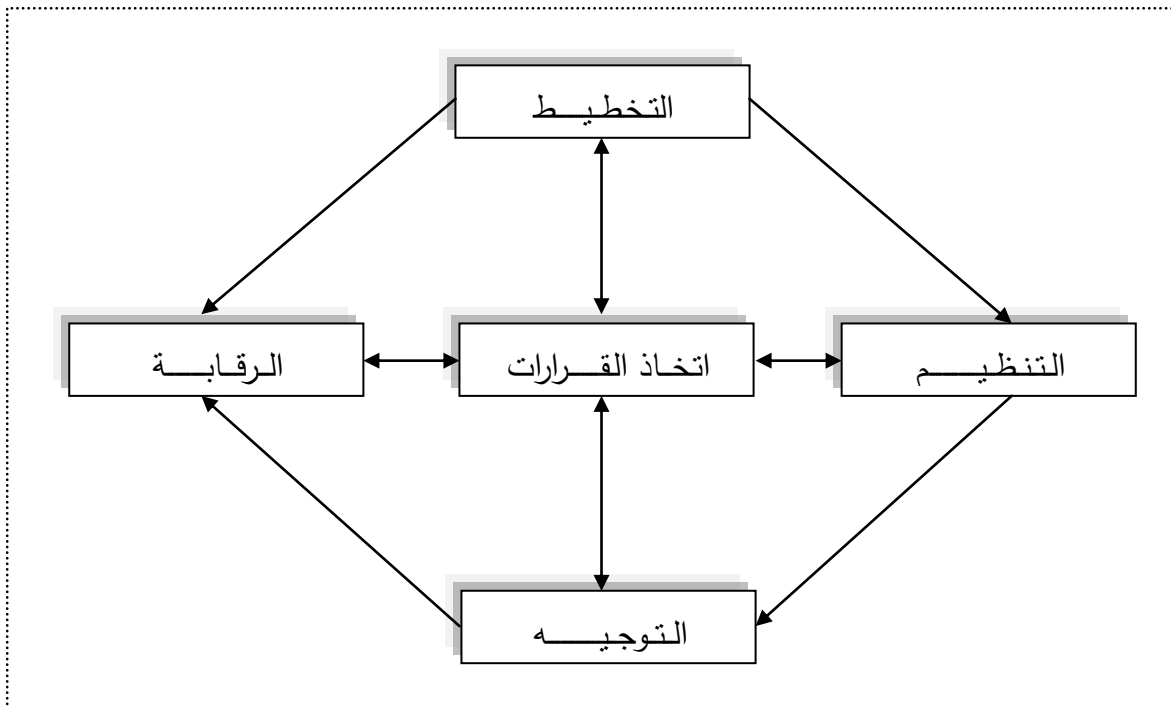 التخطيط
التنظيم
اتخاذ القرارات
الرقابة
التوجيه